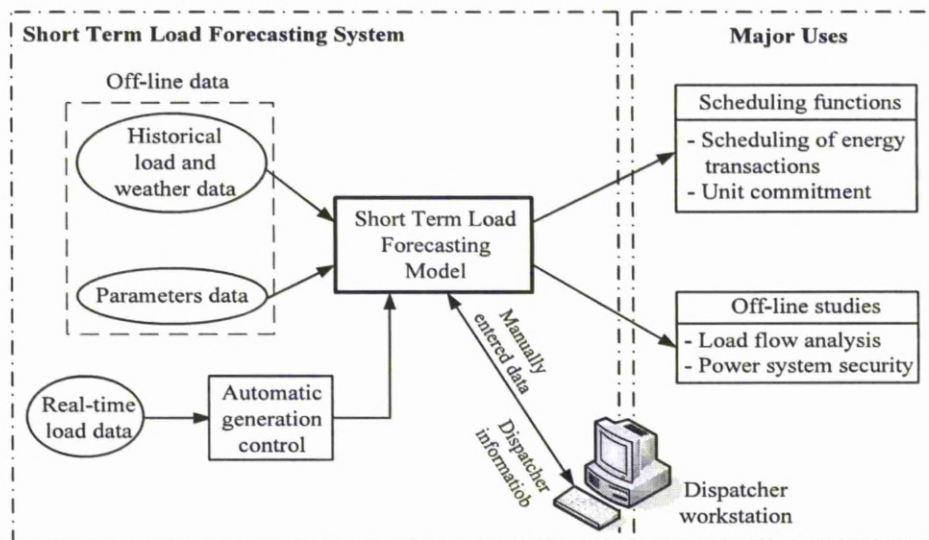 Short Term Load Forecasting System
Major Uses
Off-line data
Historical
load and
weather data
Parameters data
Real-time
load data
Automatic
generation
control
Short Term Load
Forecasting
Model
Manually
entered data
Dispatcher
informatiob
Scheduling functions
- Scheduling of energy
transactions
- Unit commitment
Off-line studies
- Load flow analysis
- Power system security
Dispatcher
workstation